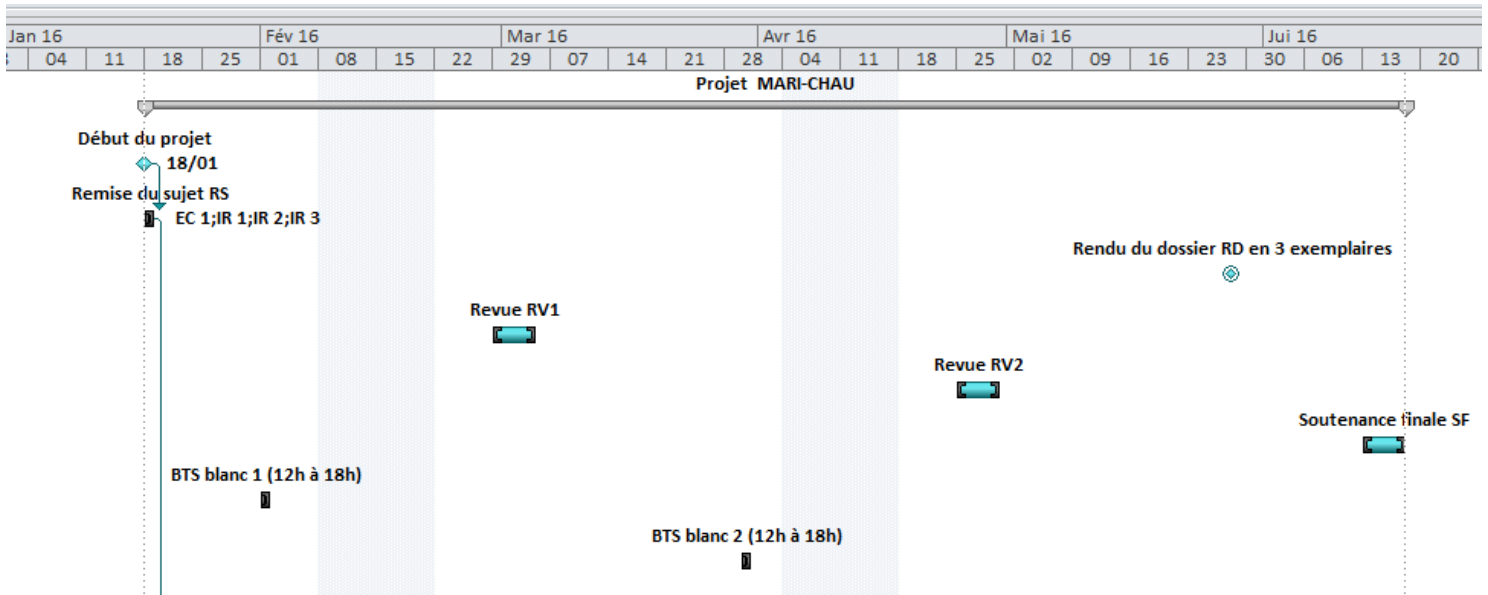 Jan 16 Fév 16 Mar 16 Avr 16 Mai 16 Jui 16
04 11 18 25 01 08 15 22 29 07 14 21 28 04 11 18 25 02 09 16 23 30 06 13 20
Projet MARI-CHAU
Début du projet
18/01
Remise du sujet RS
EC 1;IR 1;IR 2;IR 3
Rendu du dossier RD en 3 exemplaires
Revue RV1
Revue RV2
Soutenance finale SF
BTS blanc 1 (12h à 18h)
BTS blanc 2 (12h à 18h)